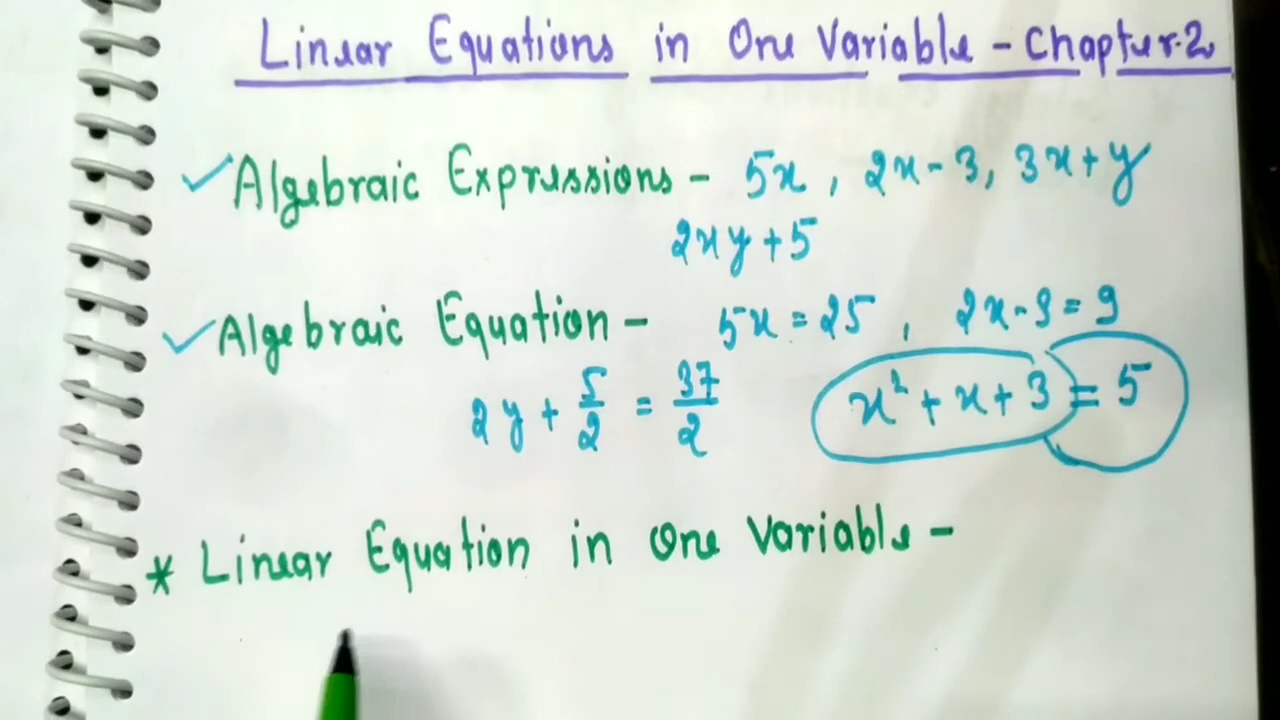 Linear Equations in One Variable - Chapter.2
✓ Algebraic Expressions - 5x, 2x-3, 3x+y
2xy+5
✓ Algebraic Equation - 5x=25, 2x-3=9
2y + 5/2 = 37/2 x² + x + 3 = 5
* Linear Equation in One Variable -